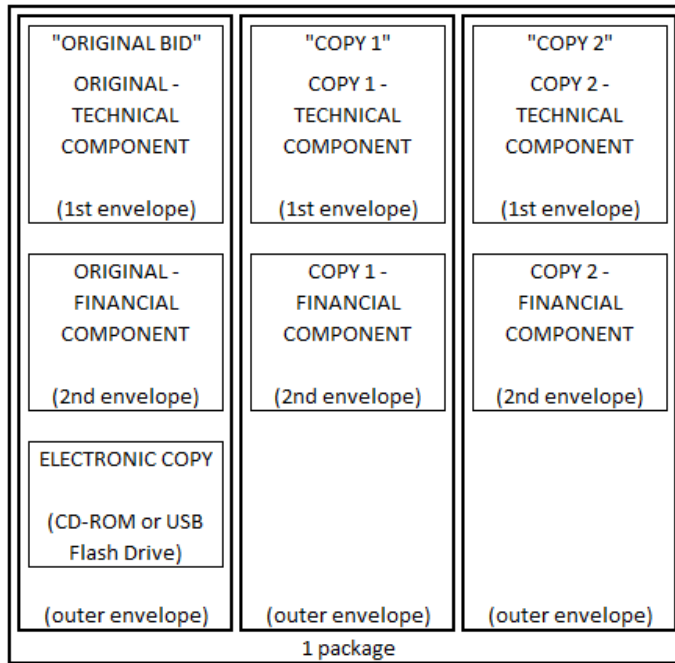 "ORIGINAL BID"
ORIGINAL -
TECHNICAL
COMPONENT
(1st envelope)
ORIGINAL -
FINANCIAL
COMPONENT
(2nd envelope)
ELECTRONIC COPY
(CD-ROM or USB
Flash Drive)
(outer envelope)
"COPY 1"
COPY 1 -
TECHNICAL
COMPONENT
(1st envelope)
COPY 1 -
FINANCIAL
COMPONENT
(2nd envelope)
(outer envelope)
"COPY 2"
COPY 2 -
TECHNICAL
COMPONENT
(1st envelope)
COPY 2 -
FINANCIAL
COMPONENT
(2nd envelope)
(outer envelope)
1 package